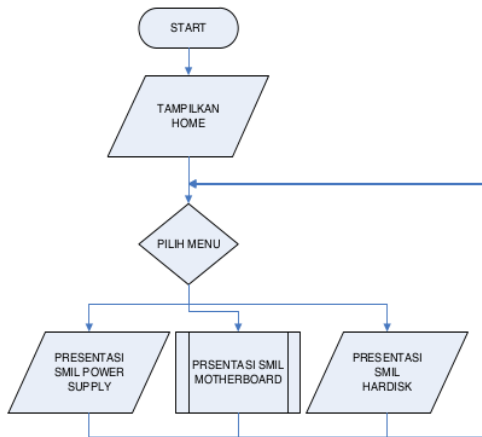 START
TAMPILKAN
HOME
PILIH MENU
PRESENTASI
SMIL POWER
SUPPLY
PRSENTASI SMIL
MOTHERBOARD
PRESENTASI
SMIL
HARDISK